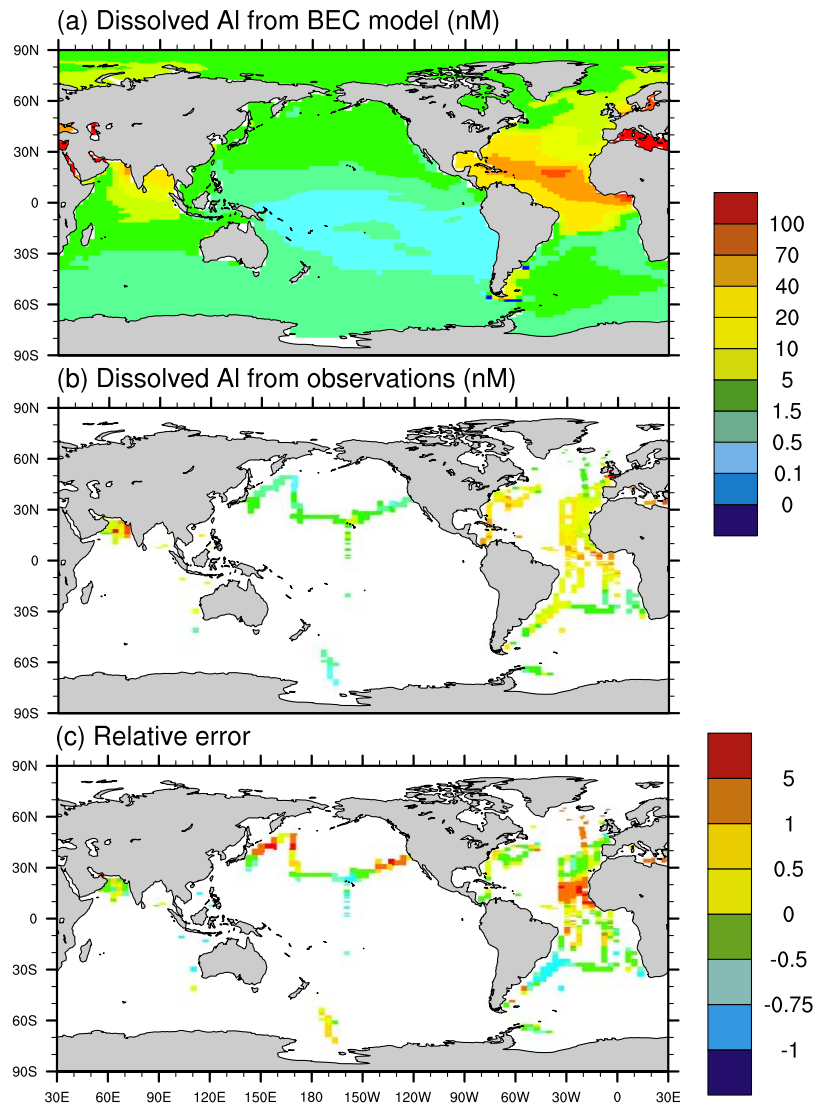 (a) Dissolved Al from BEC model (nM)
90N
60N
30N
0
30S
60S
90S
100
70
40
20
10
5
1.5
0.5
0.1
0
(b) Dissolved Al from observations (nM)
90N
60N
30N
0
30S
60S
90S
(c) Relative error
90N
60N
30N
0
30S
60S
90S
30E 60E 90E 120E 150E 180 150W 120W 90W 60W 30W 0 30E
5
1
0.5
0
-0.5
-0.75
-1